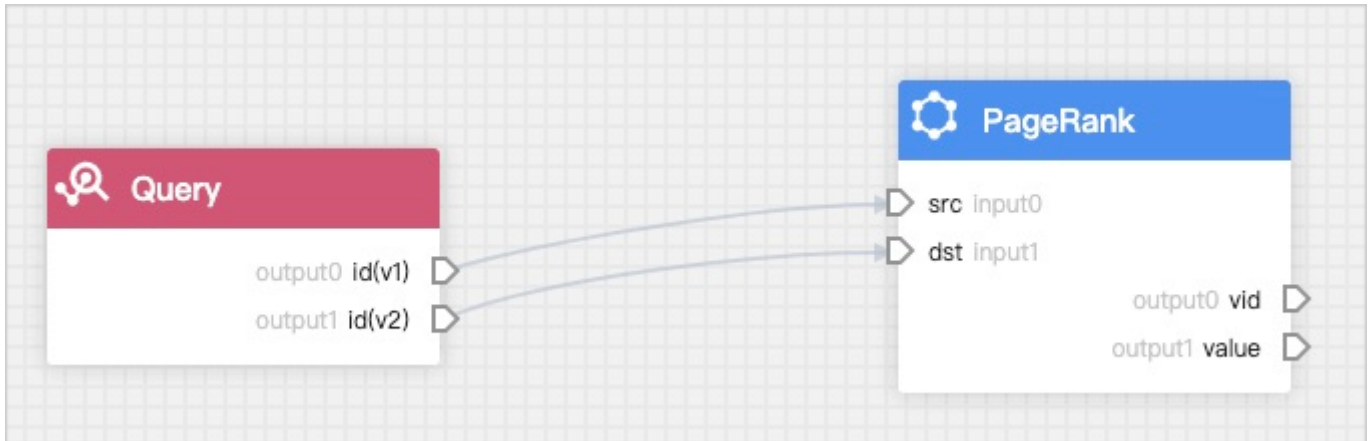 Query
output0 id(v1)
output1 id(v2)
PageRank
src input0
dst input1
output0 vid
output1 value